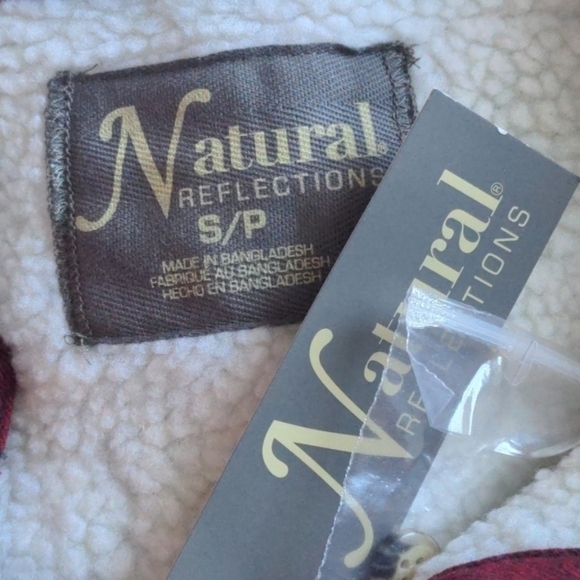 Natural®
REFLECTIONS
S/P
MADE IN BANGLADESH
FABRIQUÉ AU BANGLADESH
HECHO EN BANGLADESH
Natural®
REFLECTIONS